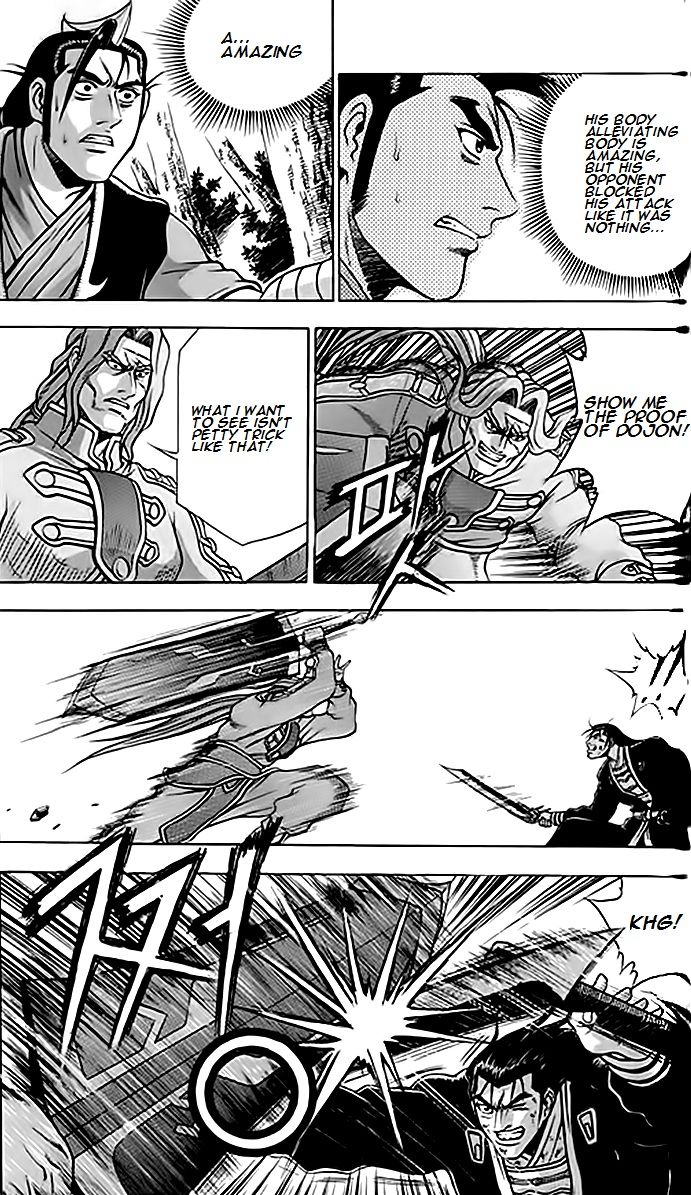 A...
AMAZING
HIS BODY
ALLEVIATING
BODY IS
AMAZING,
BUT HIS
OPPONENT
BLOCKED
HIS ATTACK
LIKE IT WAS
NOTHING...
WHAT I WANT
TO SEE ISN'T
PETTY TRICK
LIKE THAT!
SHOW ME
THE PROOF
OF DOJON!
파
KHG!